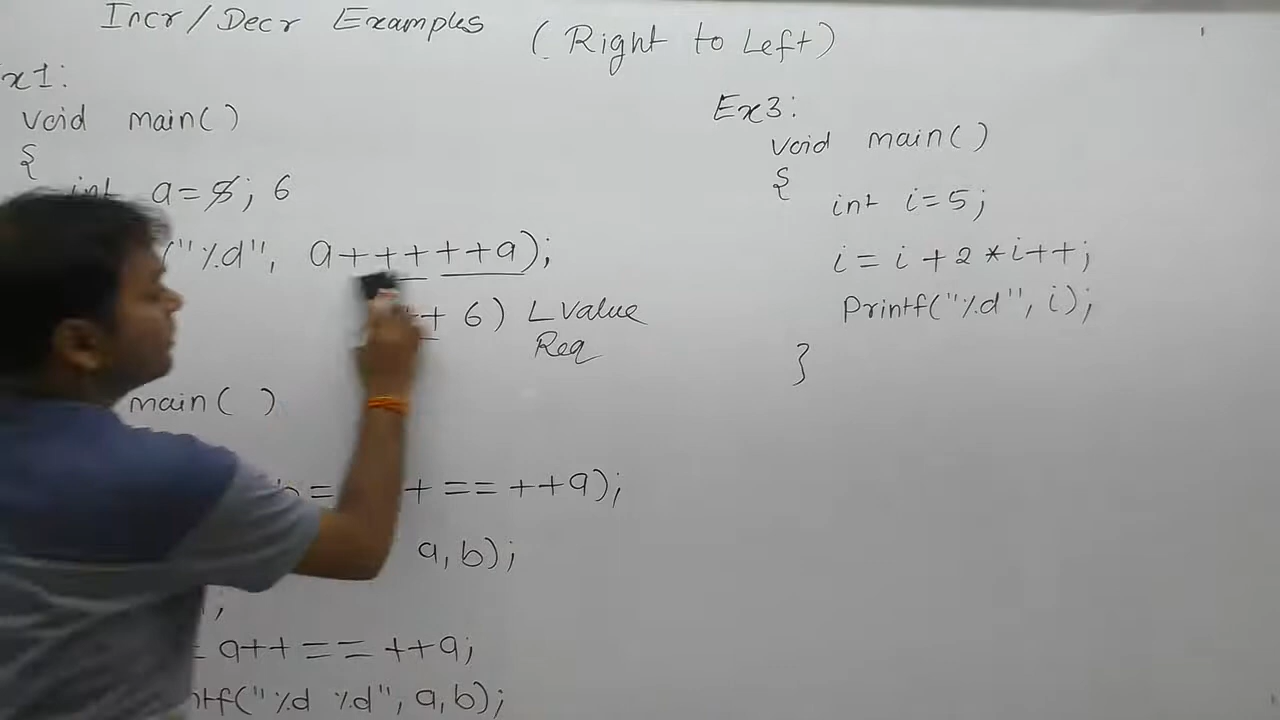 Incr/Decr Examples (Right to Left)
x1:
void main()
{
int a=5; 6
("%d", a+++++a);
+ 6) L Value
Req
main( )
= + == ++a);
a,b);
,
= a++ == ++a;
ntf("%d %d", a,b);
Ex3:
void main()
{
int i=5;
i = i + 2 * i++;
Printf("%d", i);
}